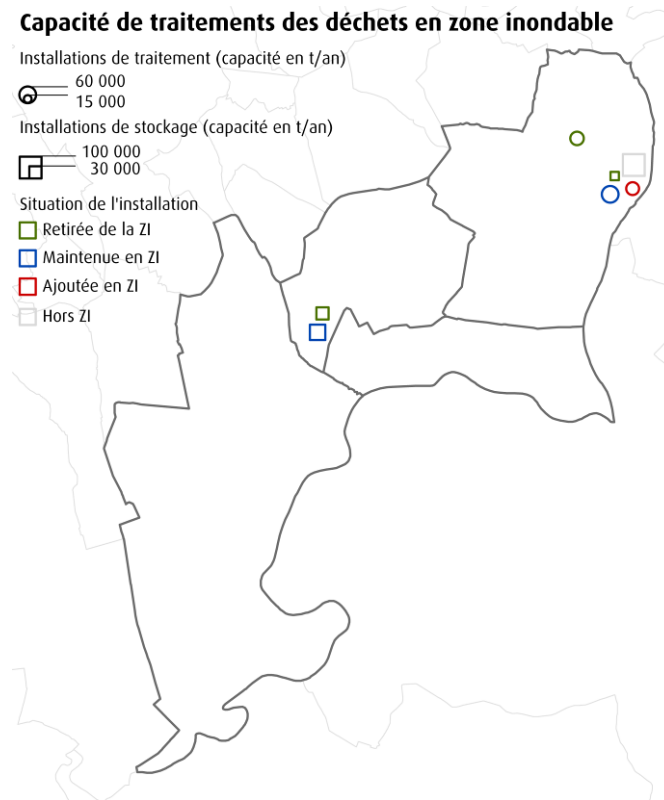 Capacité de traitements des déchets en zone inondable
Installations de traitement (capacité en t/an)
60 000
15 000
Installations de stockage (capacité en t/an)
100 000
30 000
Situation de l'installation
Retirée de la ZI
Maintenue en ZI
Ajoutée en ZI
Hors ZI